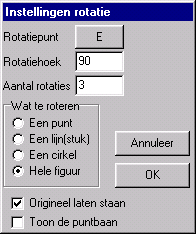 Instellingen rotatie
Rotatiepunt E
Rotatiehoek 90
Aantal rotaties 3
Wat te roteren
Een punt
Een lijn(stuk)
Een cirkel
Hele figuur
Annuleer
OK
Origineel laten staan
Toon de puntbaan